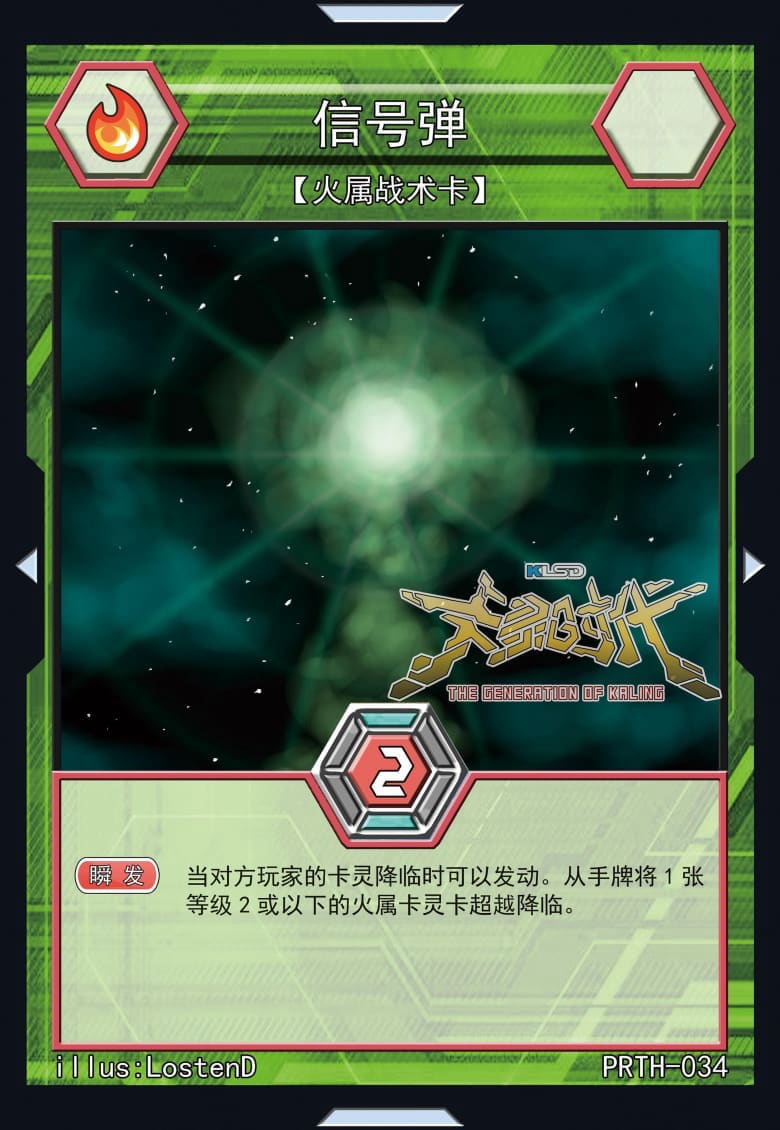 信号弹
【火属战术卡】
KLSD
卡灵时代
THE GENERATION OF KALING
2
瞬发
当对方玩家的卡灵降临时可以发动。从手牌将1张
等级2或以下的火属卡灵卡超越降临。
illus:LostenD
PRTH-034